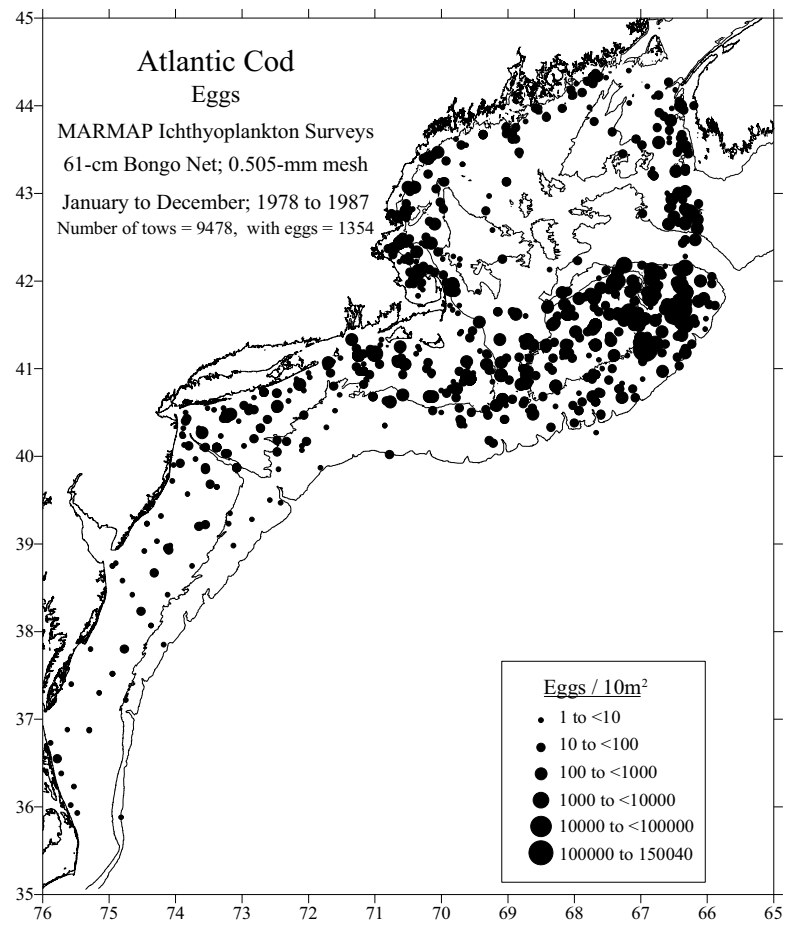 Atlantic Cod
Eggs
MARMAP Ichthyoplankton Surveys
61-cm Bongo Net; 0.505-mm mesh
January to December; 1978 to 1987
Number of tows = 9478, with eggs = 1354
45
44
43
42
41
40
39
38
37
36
35
Eggs / 10m²
1 to <10
10 to <100
100 to <1000
1000 to <10000
10000 to <100000
100000 to 150040
76 75 74 73 72 71 70 69 68 67 66 65